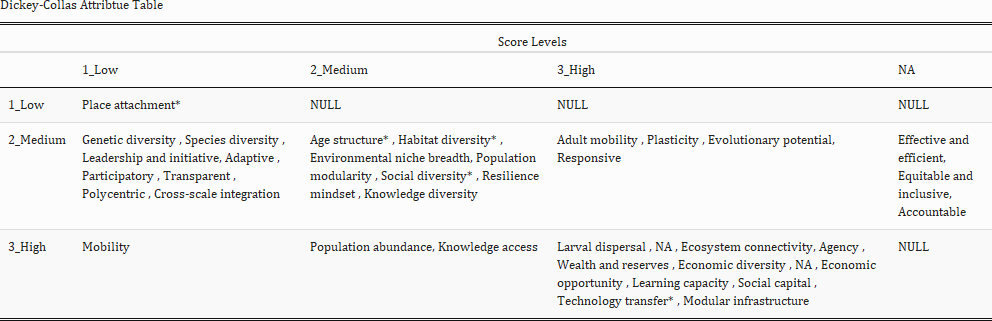 Dickey-Collas Attribtue Table
Score Levels
1_Low 2_Medium 3_High NA
1_Low Place attachment* NULL NULL NULL
2_Medium Genetic diversity , Species diversity , Age structure* , Habitat diversity* , Adult mobility , Plasticity , Evolutionary potential, Effective and
Leadership and initiative, Adaptive , Environmental niche breadth, Population Responsive efficient,
Participatory , Transparent , modularity , Social diversity* , Resilience Equitable and
Polycentric , Cross-scale integration mindset , Knowledge diversity inclusive,
Accountable
3_High Mobility Population abundance, Knowledge access Larval dispersal , NA , Ecosystem connectivity, Agency , NULL
Wealth and reserves , Economic diversity , NA , Economic
opportunity , Learning capacity , Social capital ,
Technology transfer* , Modular infrastructure